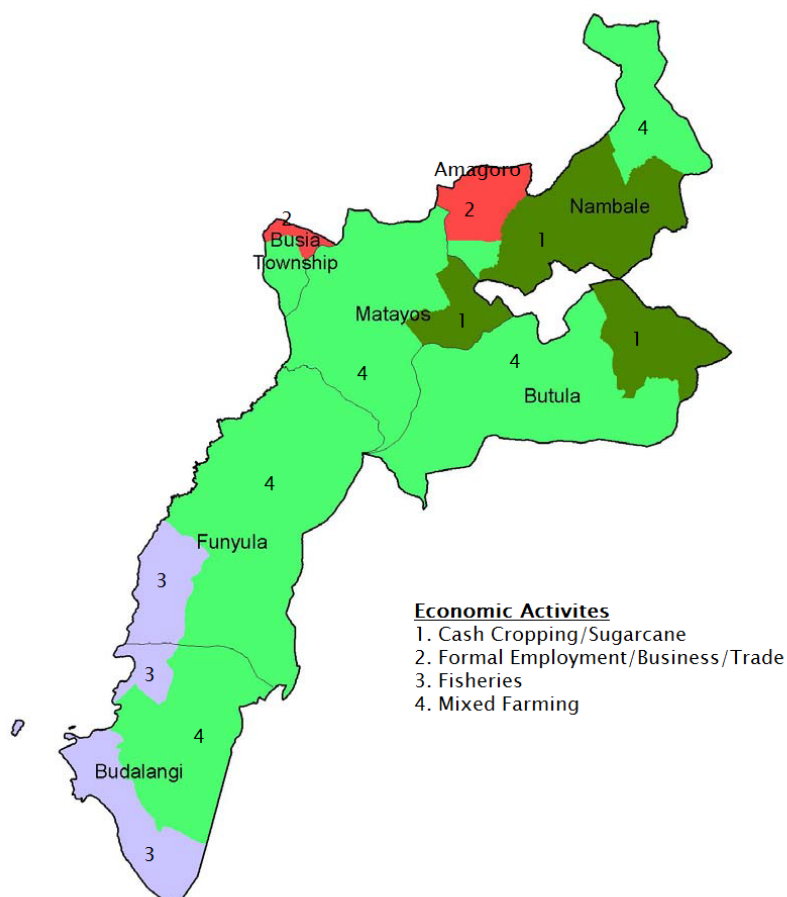 4
Amagoro
2
Nambale
2
Busia
Township
1
Matayos
1
1
4
4
Butula
4
Funyula
3
3
4
Budalangi
3
Economic Activites
1. Cash Cropping/Sugarcane
2. Formal Employment/Business/Trade
3. Fisheries
4. Mixed Farming